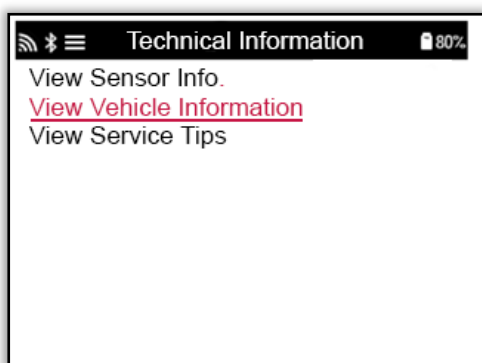 Technical Information 80%
View Sensor Info.
View Vehicle Information
View Service Tips